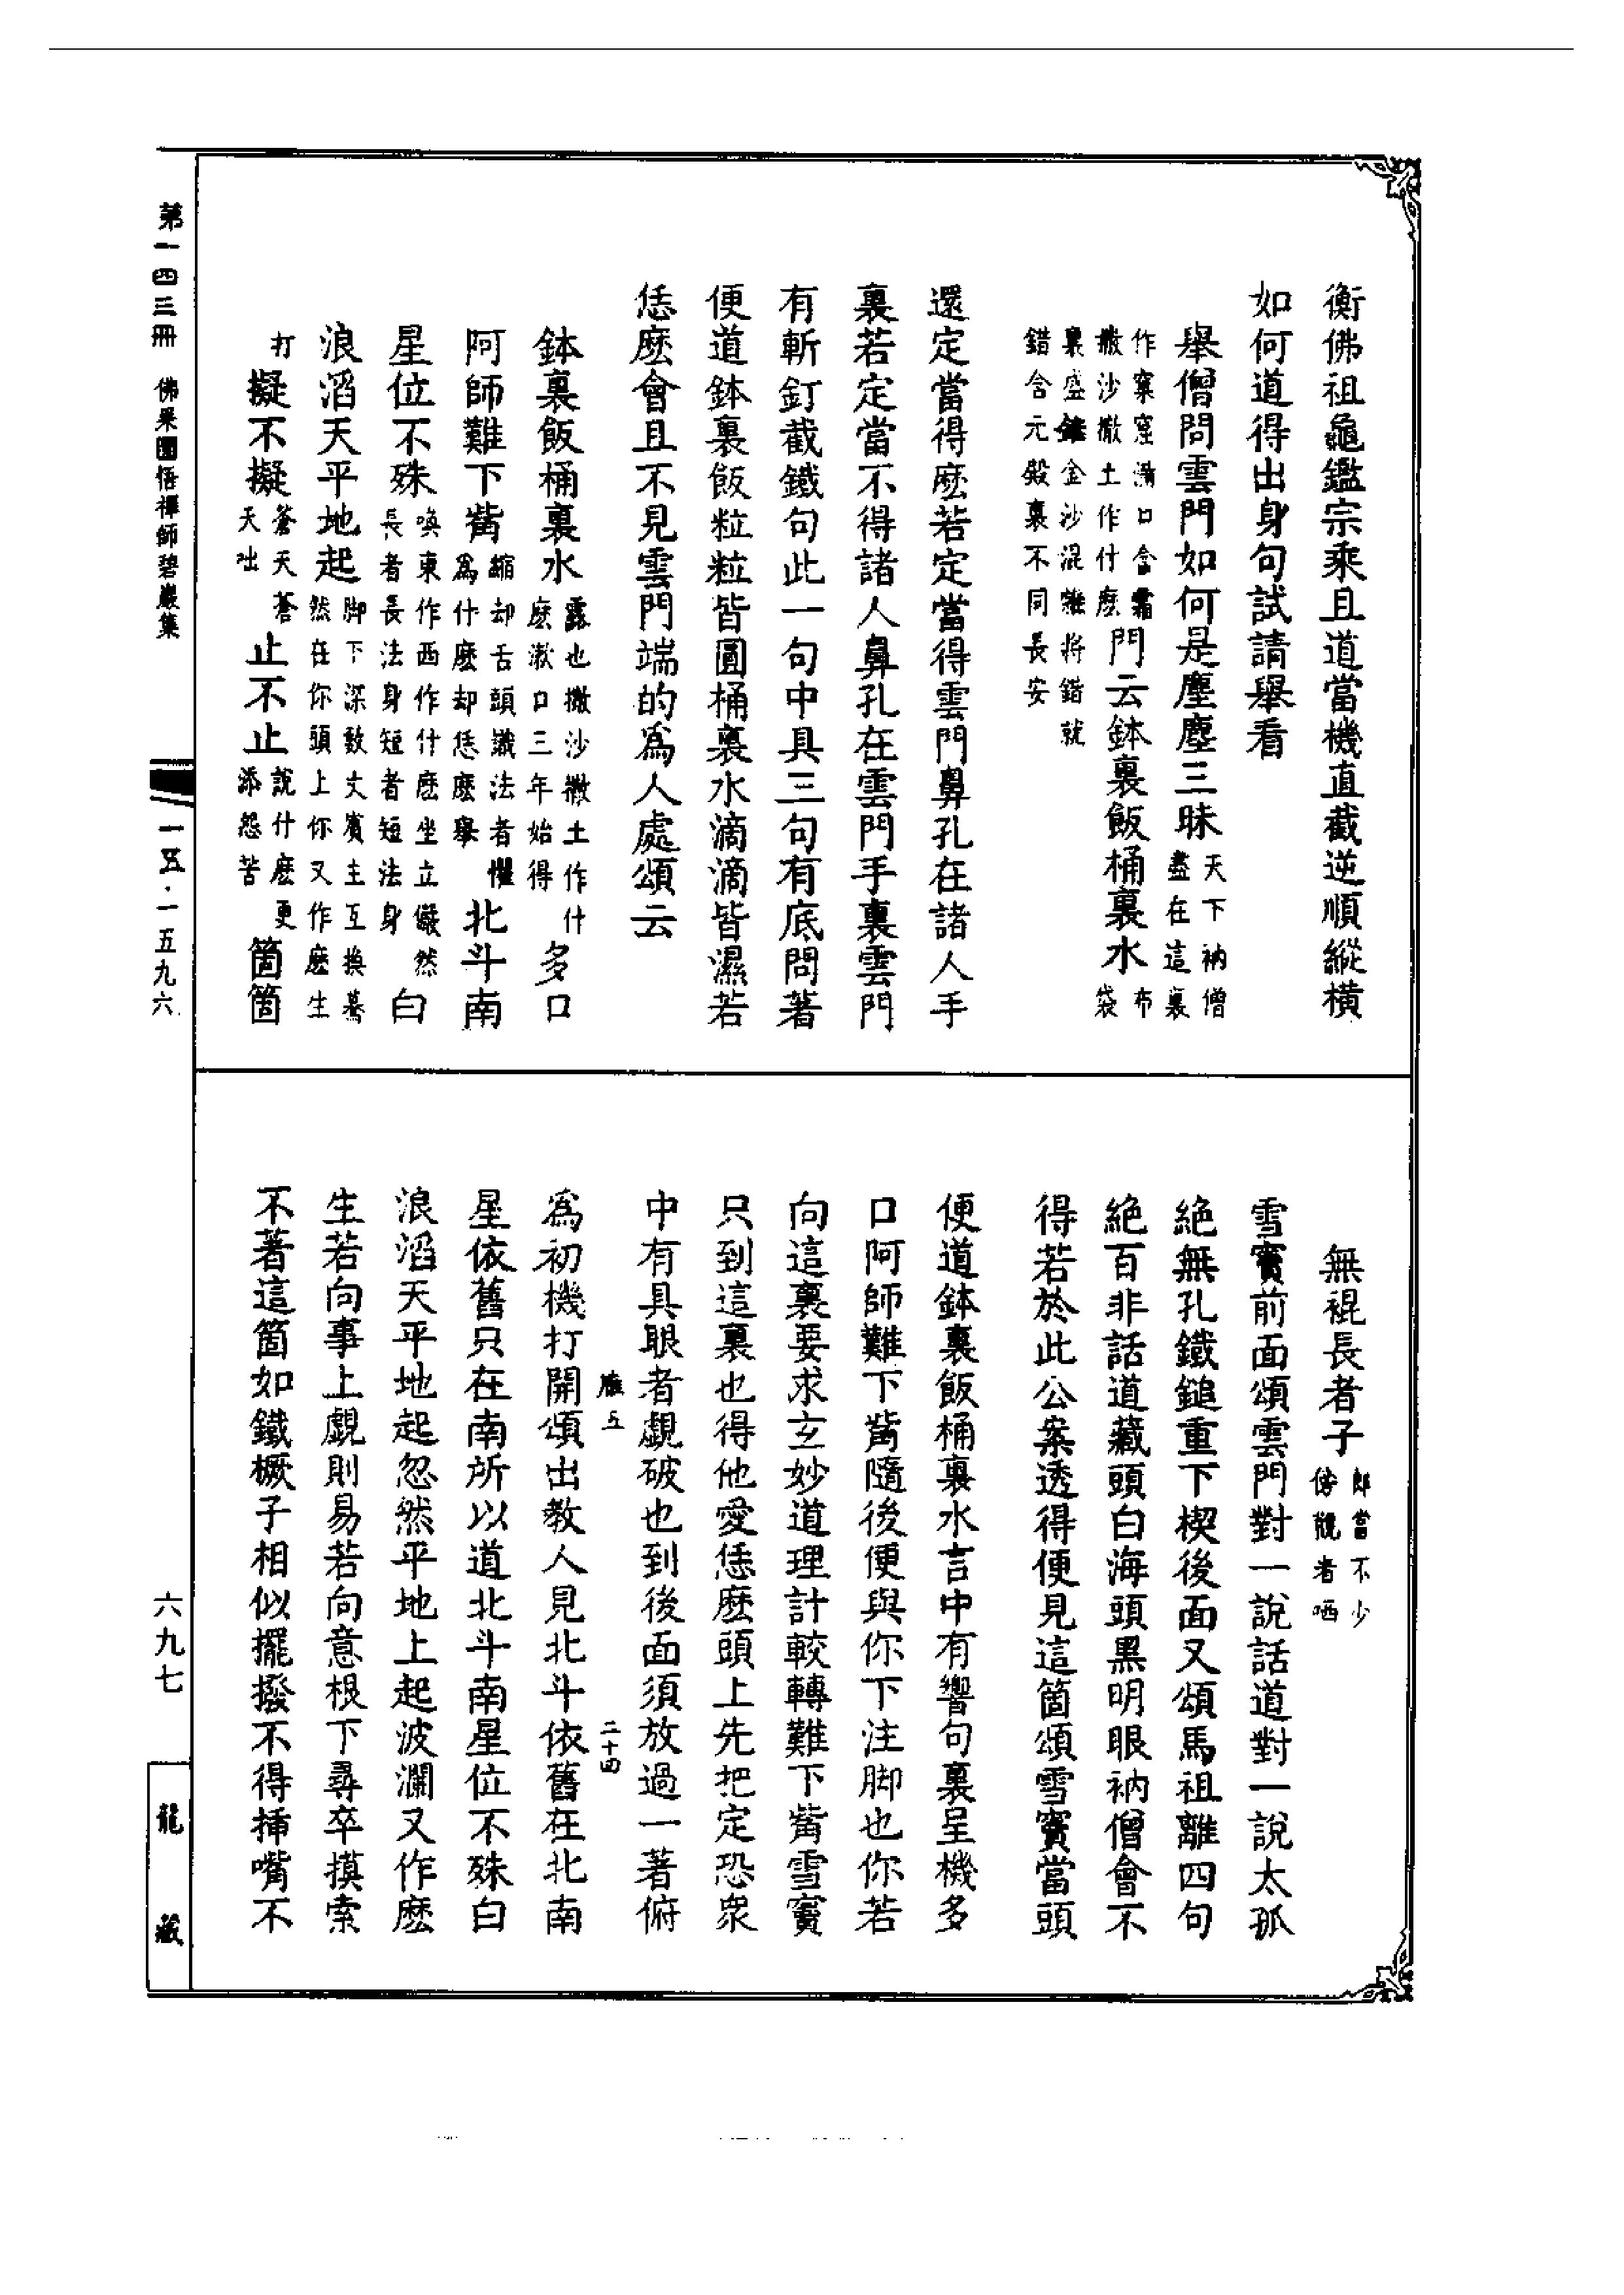 衡佛祖龜鑑宗乘且道當機直截逆順縱橫
如何道得出身句試請舉看
舉僧問雲門如何是塵塵三昧天下衲僧盡在這裏
作窠窟滿口含霜撒沙撒土作什麽門云鉢裏飯桶裏水布袋
裏盛錐金沙混雜將錯就錯含元殿裏不同長安
還定當得麽若定當得雲門鼻孔在諸人手
裏若定當不得諸人鼻孔在雲門手裏雲門
有斬釘截鐵句此一句中具三句有底問著
便道鉢裏飯粒粒皆圓桶裏水滴滴皆濕若
恁麽會且不見雲門端的為人處頌云
鉢裏飯桶裏水露也撒沙撒土作什麽漱口三年始得多口
阿師難下觜縮却舌頭識法者懼為什麽却恁麽舉北斗南
星位不殊喚東作西作什麽坐立儼然長者長法身短者短法身白
浪滔天平地起脚下深數丈賓主互換驀然在你頭上你又作麽生
打擬不擬蒼天蒼天咄止不止說什麽更添怨苦箇箇
無裩長者子郎當不少傍觀者哂
雪竇前面頌雲門對一說話道對一說太孤
絕無孔鐵鎚重下楔後面又頌馬祖離四句
絕百非話道藏頭白海頭黑明眼衲僧會不
得若於此公案透得便見這箇頌雪竇當頭
便道鉢裏飯桶裏水言中有響句裏呈機多
口阿師難下觜隨後便與你下注脚也你若
向這裏要求玄妙道理計較轉難下觜雪竇
只到這裏也得他愛恁麽頭上先把定恐衆
中有具眼者覷破也到後面須放過一著俯
雁五
二十四
為初機打開頌出教人見北斗依舊在北南
星依舊只在南所以道北斗南星位不殊白
浪滔天平地起忽然平地上起波瀾又作麽
生若向事上覷則易若向意根下尋卒摸索
不著這箇如鐵橛子相似擺撥不得插嘴不
第一四三冊 佛果圜悟禪師碧巖集
一五·一五九六
六九七
龍藏